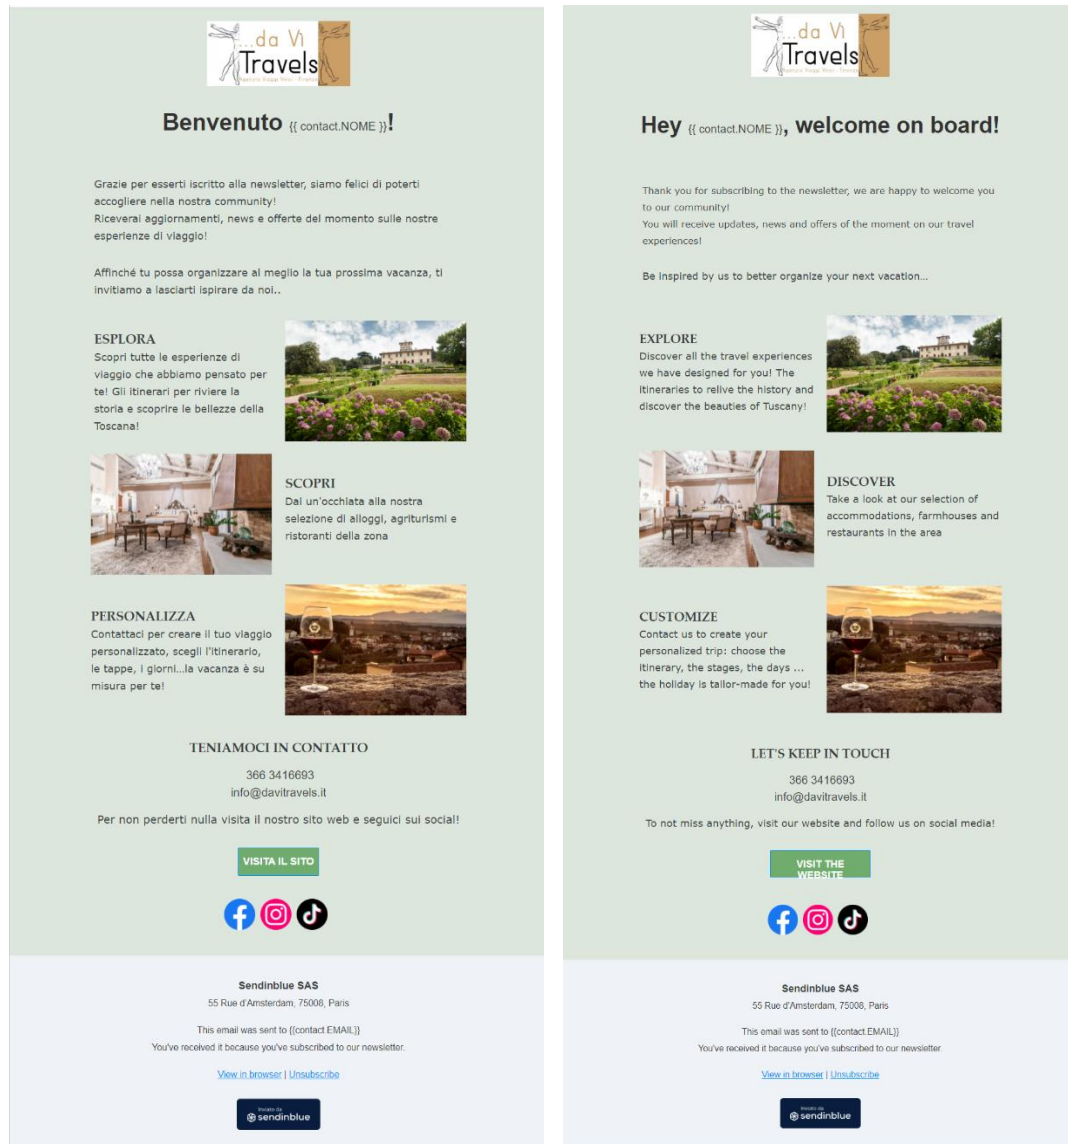 ...da Vì
Travels
Benvenuto {{ contact.NOME }}!
Grazie per esserti iscritto alla newsletter, siamo felici di poterti
accogliere nella nostra community!
Riceverai aggiornamenti, news e offerte del momento sulle nostre
esperienze di viaggio!
Affinché tu possa organizzare al meglio la tua prossima vacanza, ti
invitiamo a lasciarti ispirare da noi..
ESPLORA
Scopri tutte le esperienze di
viaggio che abbiamo pensato per
te! Gli itinerari per riviere la
storia e scoprire le bellezze della
Toscana!
SCOPRI
Dai un'occhiata alla nostra
selezione di alloggi, agriturismi e
ristoranti della zona
PERSONALIZZA
Contattaci per creare il tuo viaggio
personalizzato, scegli l'itinerario,
le tappe, i giorni...la vacanza è su
misura per te!
TENIAMOCI IN CONTATTO
366 3416693
info@davitravels.it
Per non perderti nulla visita il nostro sito web e seguici sui social!
VISITA IL SITO
Sendinblue SAS
55 Rue d'Amsterdam, 75008, Paris
This email was sent to {{contact.EMAIL}}
You've received it because you've subscribed to our newsletter.
View in browser | Unsubscribe
Inviato da
sendinblue
...da Vì
Travels
Hey {{ contact.NOME }}, welcome on board!
Thank you for subscribing to the newsletter, we are happy to welcome you
to our community!
You will receive updates, news and offers of the moment on our travel
experiences!
Be inspired by us to better organize your next vacation...
EXPLORE
Discover all the travel experiences
we have designed for you! The
itineraries to relive the history and
discover the beauties of Tuscany!
DISCOVER
Take a look at our selection of
accommodations, farmhouses and
restaurants in the area
CUSTOMIZE
Contact us to create your
personalized trip: choose the
itinerary, the stages, the days ...
the holiday is tailor-made for you!
LET'S KEEP IN TOUCH
366 3416693
info@davitravels.it
To not miss anything, visit our website and follow us on social media!
VISIT THE
WEBSITE
Sendinblue SAS
55 Rue d'Amsterdam, 75008, Paris
This email was sent to {{contact.EMAIL}}
You've received it because you've subscribed to our newsletter.
View in browser | Unsubscribe
Inviato da
sendinblue